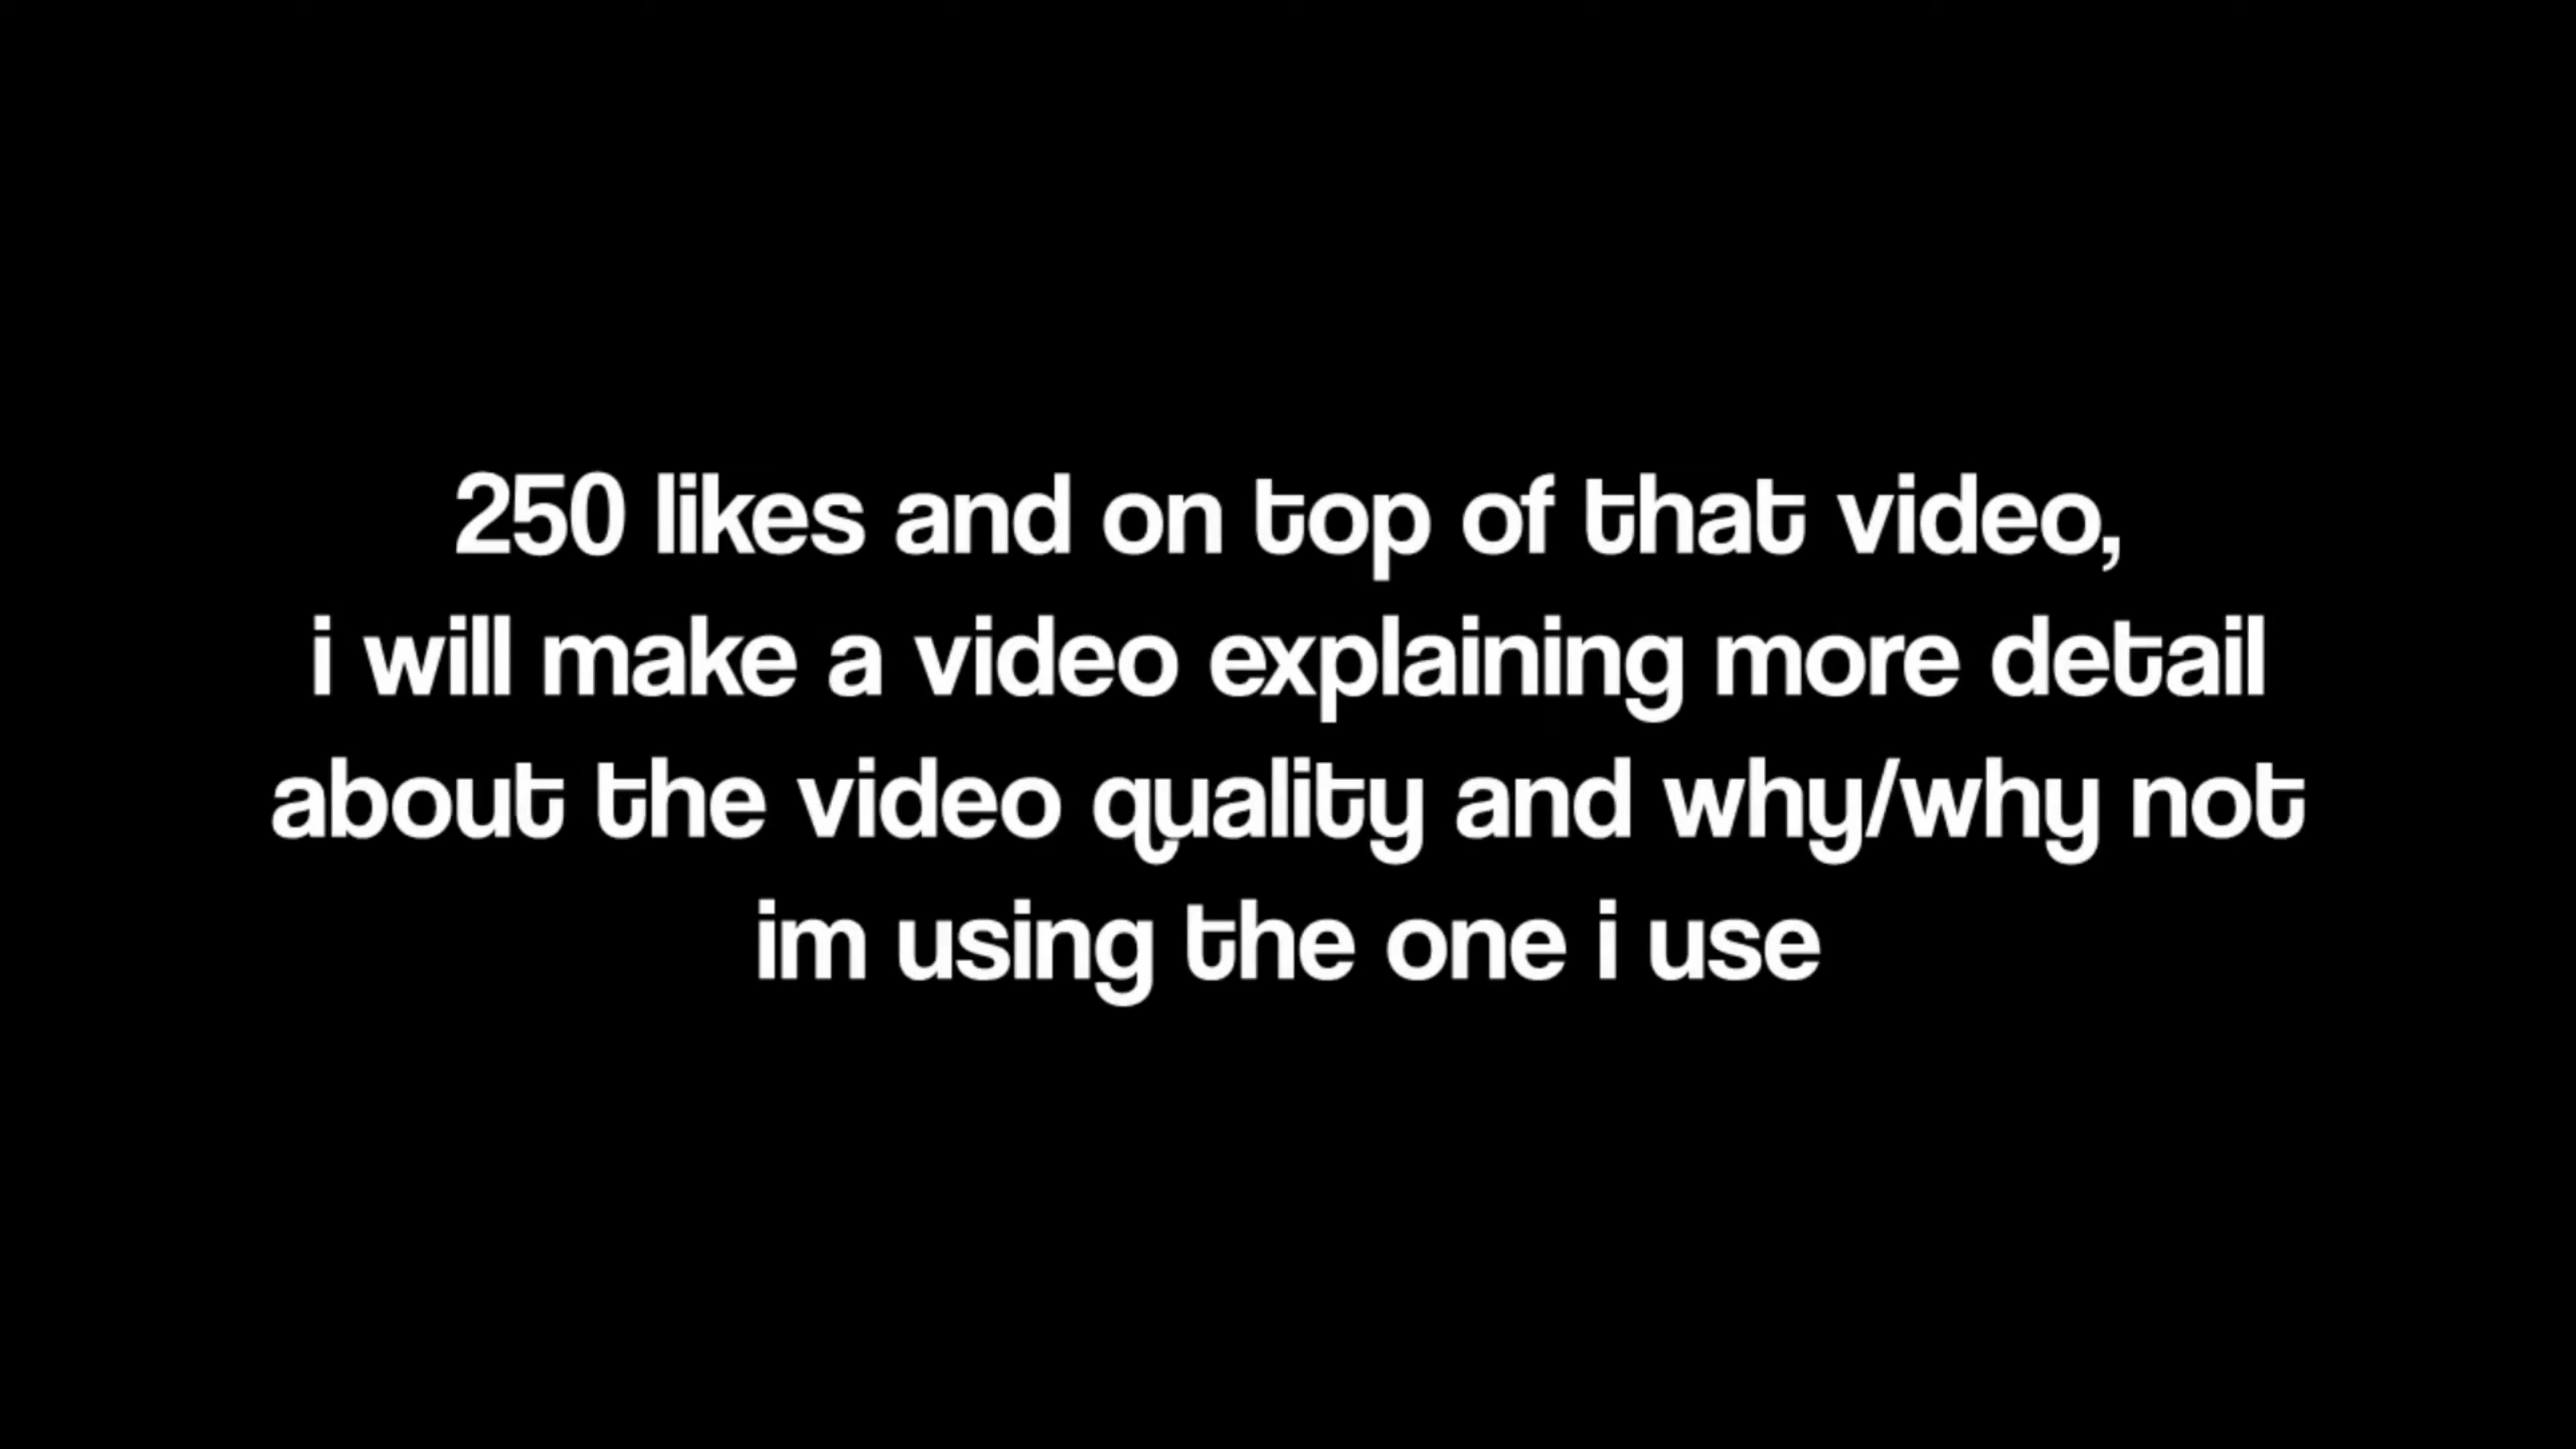 250 likes and on top of that video,
i will make a video explaining more detail
about the video quality and why/why not
im using the one i use